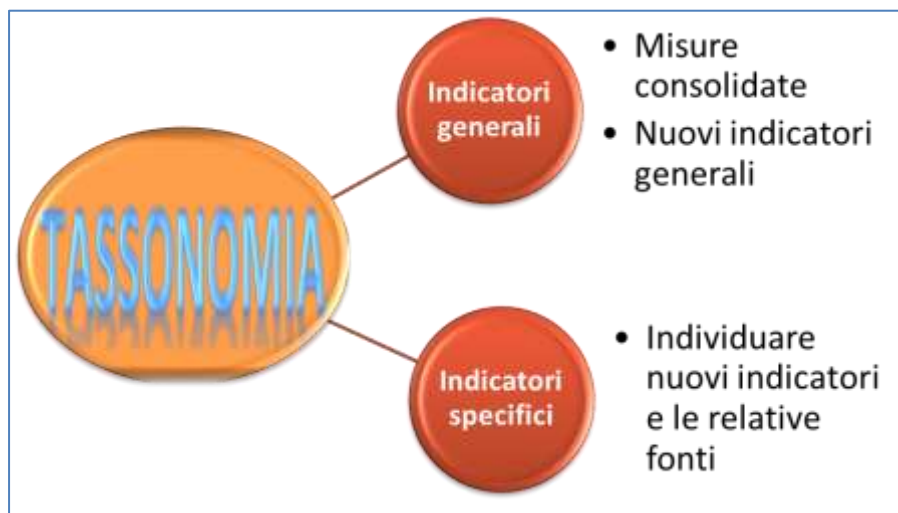 TASSONOMIA
Indicatori
generali
• Misure
consolidate
• Nuovi indicatori
generali
Indicatori
specifici
• Individuare
nuovi indicatori
e le relative
fonti